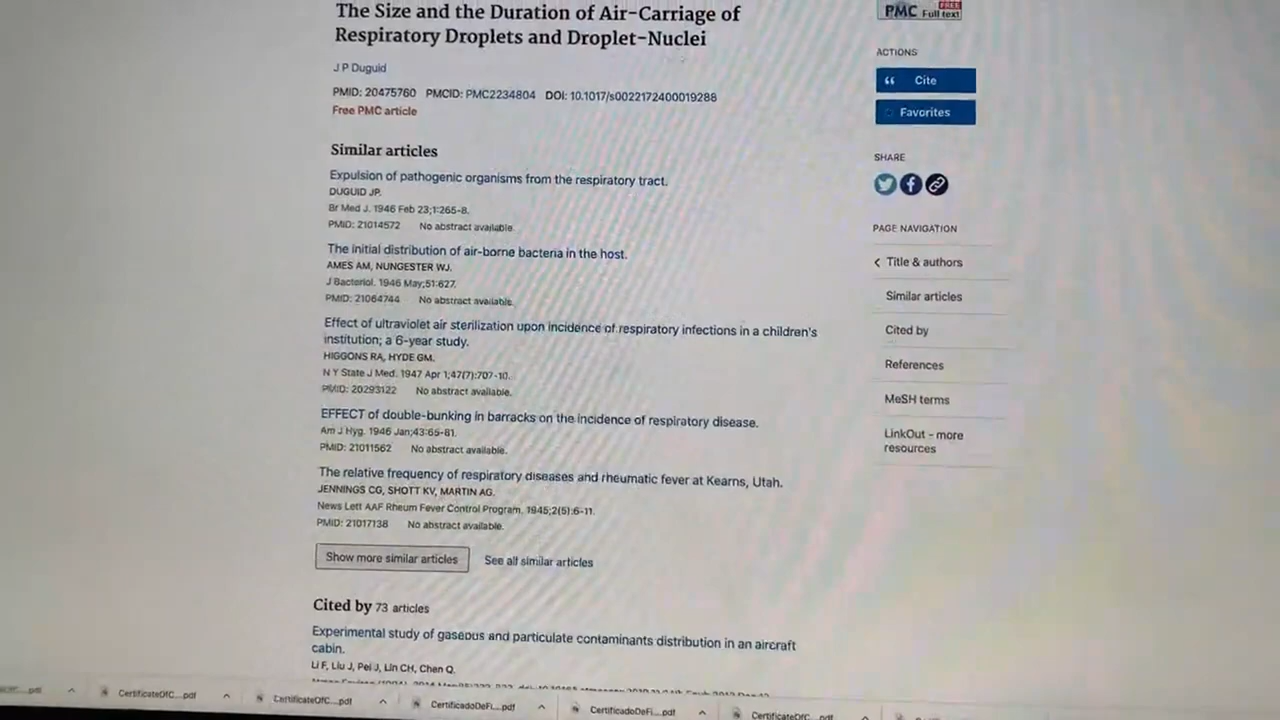 The Size and the Duration of Air-Carriage of
Respiratory Droplets and Droplet-Nuclei
J P Duguid
PMID: 20475760 PMCID: PMC2234804 DOI: 10.1017/s0022172400019288
Free PMC article
Similar articles
Expulsion of pathogenic organisms from the respiratory tract.
DUGUID JP.
Br Med J. 1946 Feb 23;1:265-8.
PMID: 21014572 No abstract available.
The initial distribution of air-borne bacteria in the host.
AMES AM, NUNGESTER WJ.
J Bacteriol. 1946 May;51:627.
PMID: 21064744 No abstract available.
Effect of ultraviolet air sterilization upon incidence of respiratory infections in a children's
institution; a 6-year study.
HIGGONS RA, HYDE GM.
N Y State J Med. 1947 Apr 1;47(7):707-10.
PMID: 20293122 No abstract available.
EFFECT of double-bunking in barracks on the incidence of respiratory disease.
Am J Hyg. 1946 Jan;43:65-81.
PMID: 21011562 No abstract available.
The relative frequency of respiratory diseases and rheumatic fever at Kearns, Utah.
JENNINGS CG, SHOTT KV, MARTIN AG.
News Lett AAF Rheum Fever Control Program. 1945;2(5):6-11.
PMID: 21017138 No abstract available.
Show more similar articles See all similar articles
Cited by 73 articles
Experimental study of gaseous and particulate contaminants distribution in an aircraft
cabin.
Li F, Liu J, Pei J, Lin CH, Chen Q.
FREE
PMC Full text
ACTIONS
Cite
Favorites
SHARE
PAGE NAVIGATION
Title & authors
Similar articles
Cited by
References
MeSH terms
LinkOut - more
resources
CertificateOfC....pdf
CertificateOfC....pdf
CertificadoDeFi....pdf
CertificadoDeFi....pdf
CertificateOfC....pdf